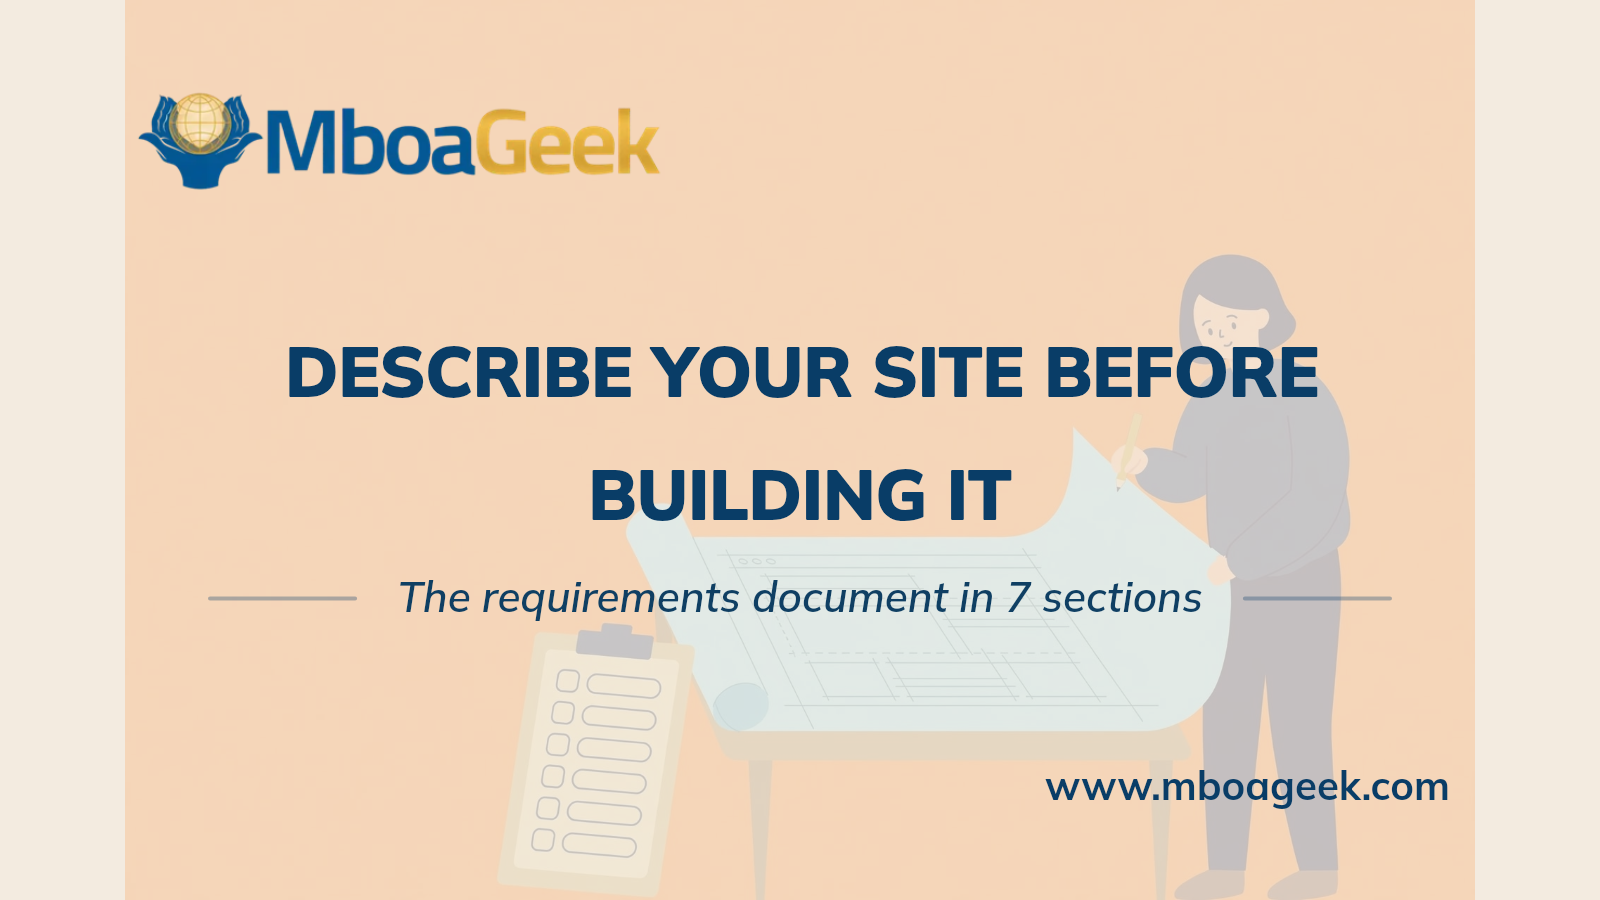 MboaGeek
DESCRIBE YOUR SITE BEFORE
BUILDING IT
The requirements document in 7 sections
www.mboageek.com